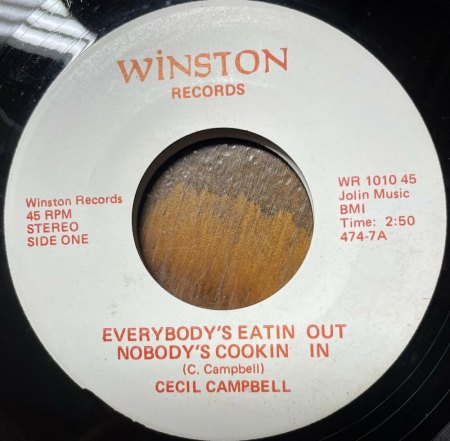 WiNSTON
RECORDS
Winston Records
45 RPM
STEREO
SIDE ONE
WR 1010 45
Jolin Music
BMI
Time: 2:50
474-7A
EVERYBODY'S EATIN OUT
NOBODY'S COOKIN IN
(C. Campbell)
CECIL CAMPBELL